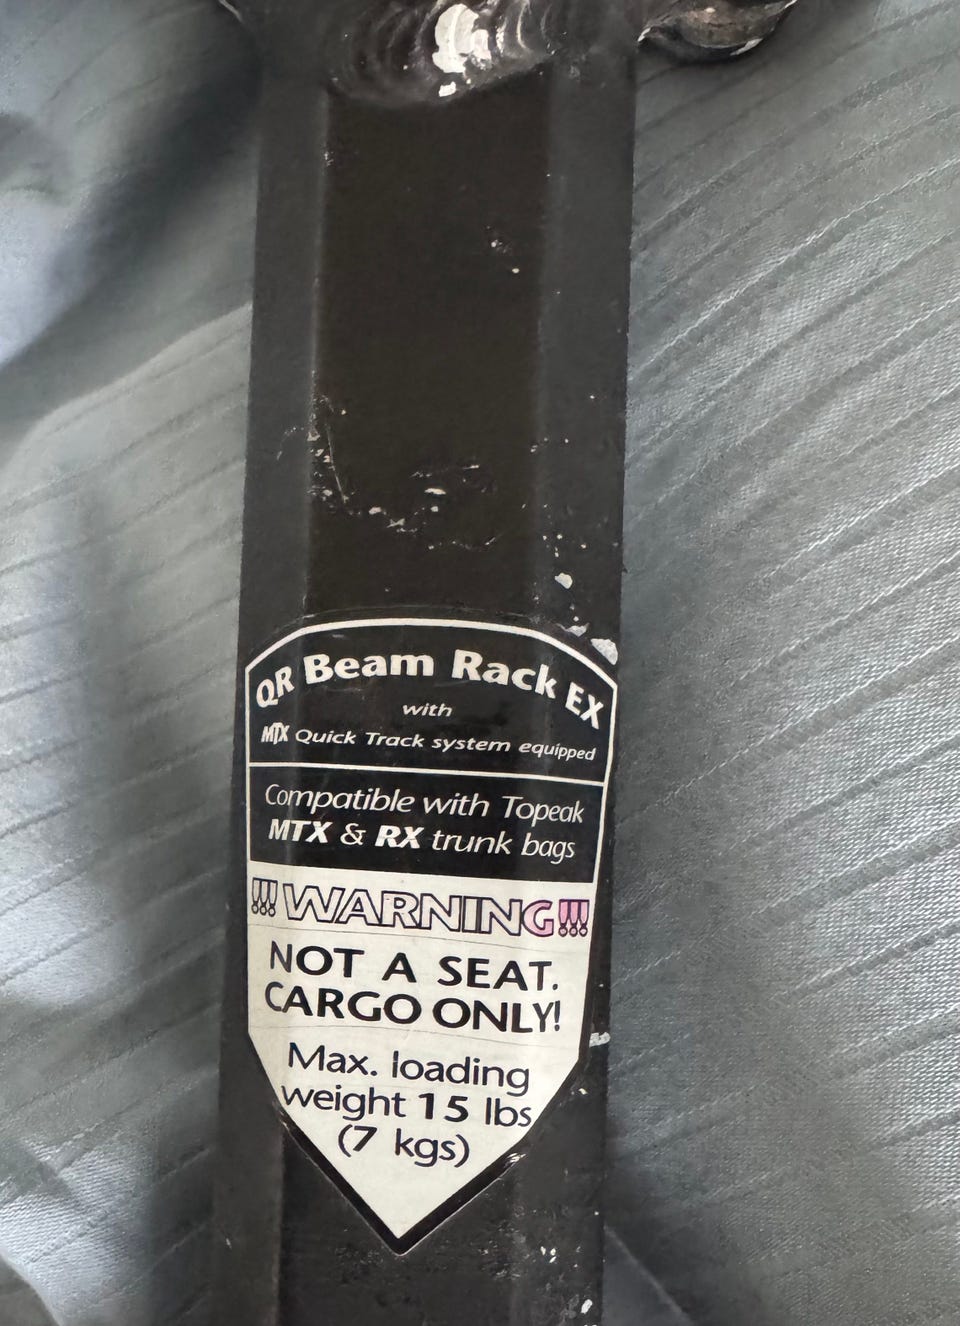 QR Beam Rack EX
with
MTX Quick Track system equipped
Compatible with Topeak
MTX & RX trunk bags
!!!WARNING!!!
NOT A SEAT.
CARGO ONLY!
Max. loading
weight 15 lbs
(7 kgs)